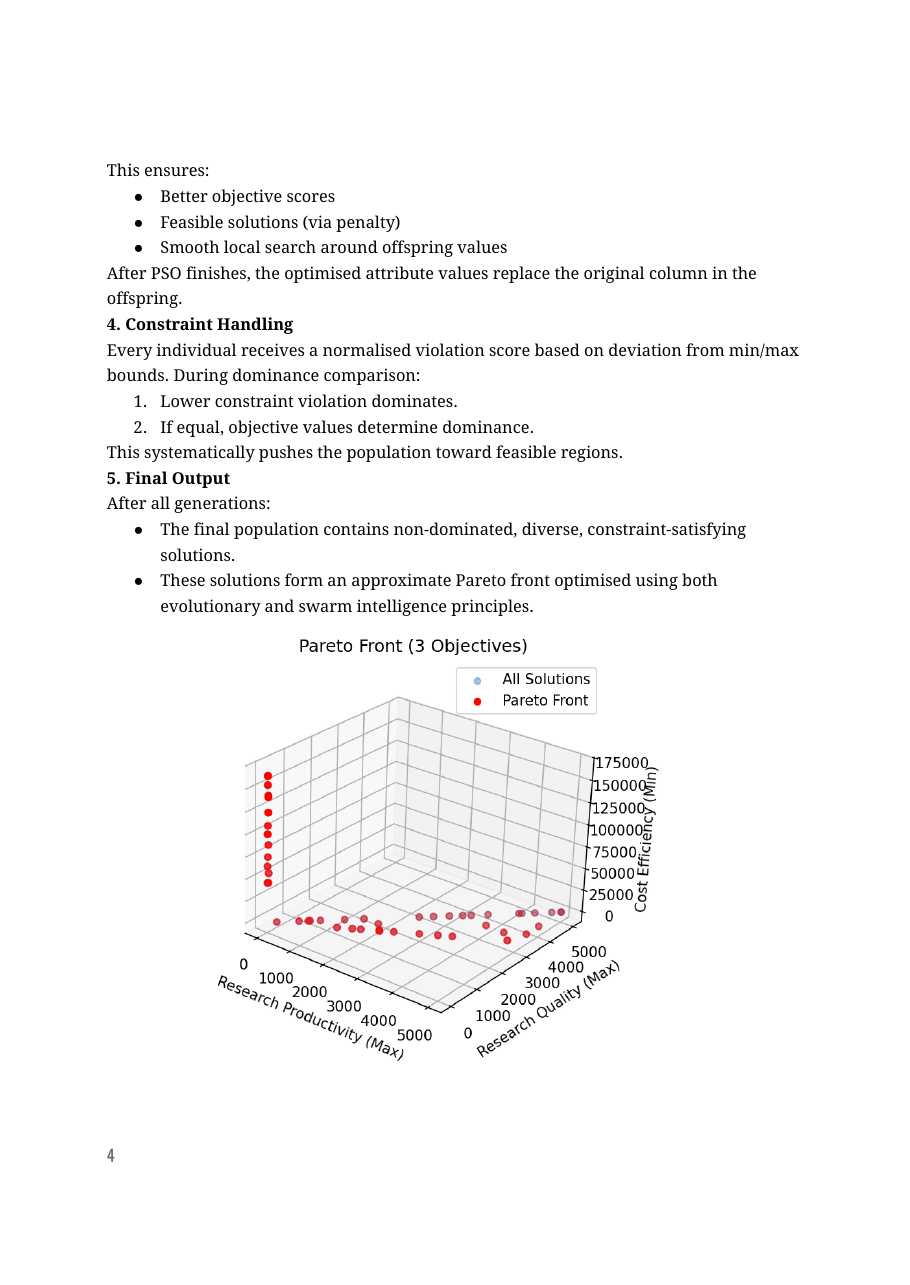 This ensures:
● Better objective scores
● Feasible solutions (via penalty)
● Smooth local search around offspring values
After PSO finishes, the optimised attribute values replace the original column in the
offspring.
4. Constraint Handling
Every individual receives a normalised violation score based on deviation from min/max
bounds. During dominance comparison:
1. Lower constraint violation dominates.
2. If equal, objective values determine dominance.
This systematically pushes the population toward feasible regions.
5. Final Output
After all generations:
● The final population contains non-dominated, diverse, constraint-satisfying
solutions.
● These solutions form an approximate Pareto front optimised using both
evolutionary and swarm intelligence principles.
Pareto Front (3 Objectives)
All Solutions
Pareto Front
175000
150000
125000
100000
75000
50000
25000
0
Cost Efficiency (Min)
0
1000
2000
3000
4000
5000
Research Productivity (Max)
0
1000
2000
3000
4000
5000
Research Quality (Max)
4